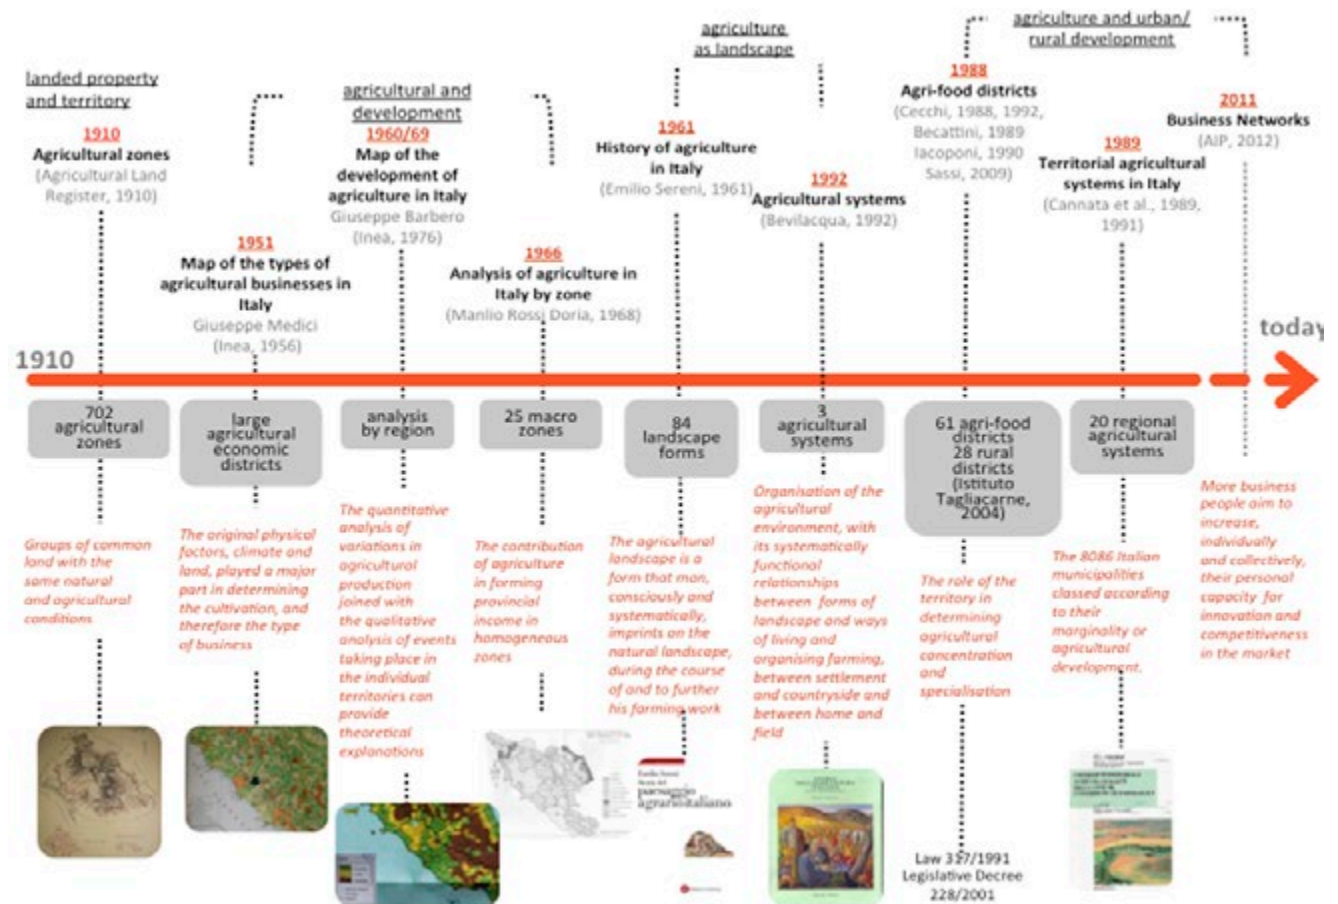 landed property
and territory
1910
Agricultural zones
(Agricultural Land
Register, 1910)
agricultural and
development
1951
Map of the types of
agricultural businesses in
Italy
Giuseppe Medici
(Inea, 1956)
1960/69
Map of the
development of
agriculture in Italy
Giuseppe Barbero
(Inea, 1976)
1966
Analysis of agriculture in
Italy by zone
(Manlio Rossi Doria, 1968)
agriculture
as landscape
1961
History of agriculture
in Italy
(Emilio Sereni, 1961)
1992
Agricultural systems
(Bevilacqua, 1992)
agriculture and urban/
rural development
1988
Agri-food districts
(Cecchi, 1988, 1992,
Becattini, 1989
Iacoponi, 1990
Sassi, 2009)
1989
Territorial agricultural
systems in Italy
(Cannata et al., 1989,
1991)
2011
Business Networks
(AIP, 2012)
1910
today
702
agricultural
zones
large
agricultural
economic
districts
analysis
by region
25 macro
zones
84
landscape
forms
3
agricultural
systems
61 agri-food
districts
28 rural
districts
(Istituto
Tagliacarne,
2004)
20 regional
agricultural
systems
Groups of common
land with the
same natural
and agricultural
conditions
The original physical
factors, climate and
land, played a major
part in determining
the cultivation, and
therefore the type
of business
The quantitative
analysis of
variations in
agricultural
production
joined with
the qualitative
analysis of events
taking place in
the individual
territories can
provide
theoretical
explanations
The contribution
of agriculture
in forming
provincial
income in
homogeneous
zones
The agricultural
landscape is a
form that man,
consciously and
systematically,
imprints on the
natural landscape,
during the course
of and to further
his farming work
Organisation of the
agricultural
environment, with
its systematically
functional
relationships
between forms of
landscape and ways
of living and
organising farming,
between settlement
and countryside and
between home and
field
The role of the
territory in
determining
agricultural
concentration
and
specialisation
The 8086 Italian
municipalities
classed according
to their
marginality or
agricultural
development.
More business
people aim to
increase,
individually
and collectively,
their personal
capacity for
innovation and
competitiveness
in the market
Emilio Sereni
Storia del
paesaggio
agrario italiano
Law 317/1991
Legislative Decree
228/2001